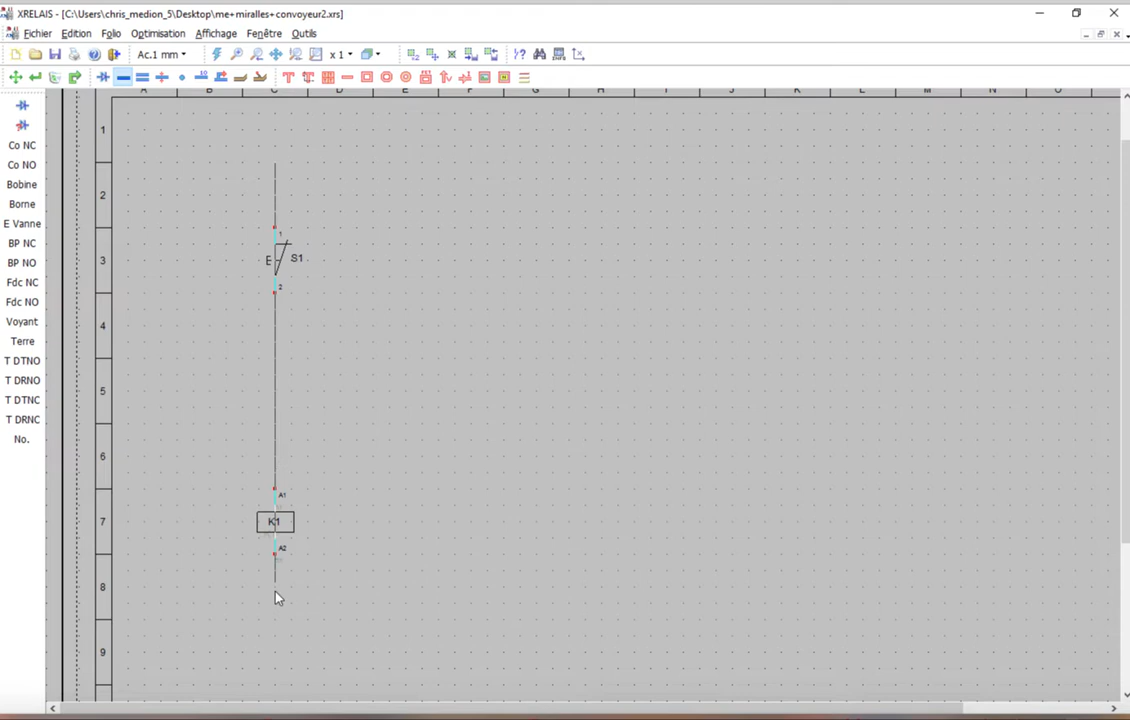 XRELAIS - [C:\Users\chris_medion_5\Desktop\me+miralles+convoyeur2.xrs]
Fichier Edition Folio Optimisation Affichage Fenêtre Outils
Ac.1 mm x 1
A B C D E F G H I J K L M N O
1
2
3
4
5
6
7
8
9
Co NC
Co NO
Bobine
Borne
E Vanne
BP NC
BP NO
Fdc NC
Fdc NO
Voyant
Terre
T DTNO
T DRNO
T DTNC
T DRNC
No.
1
E S1
2
A1
K1
A2